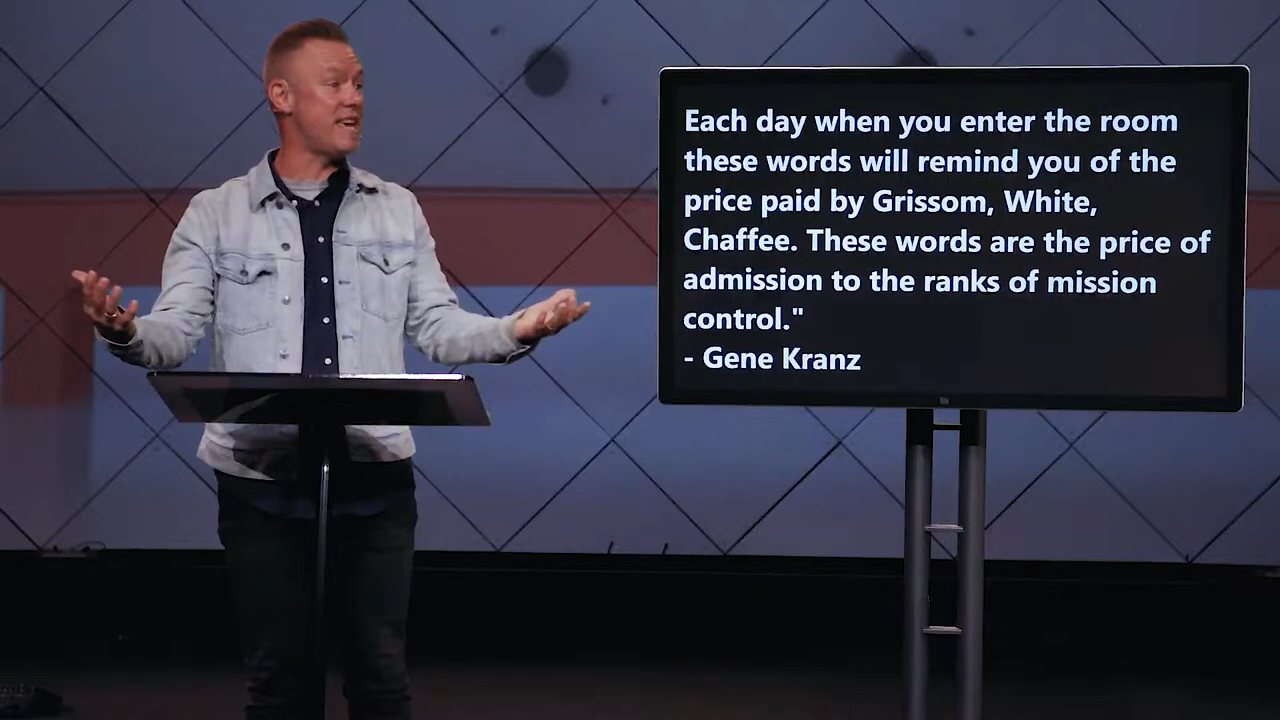 Each day when you enter the room
these words will remind you of the
price paid by Grissom, White,
Chaffee. These words are the price of
admission to the ranks of mission
control."
- Gene Kranz